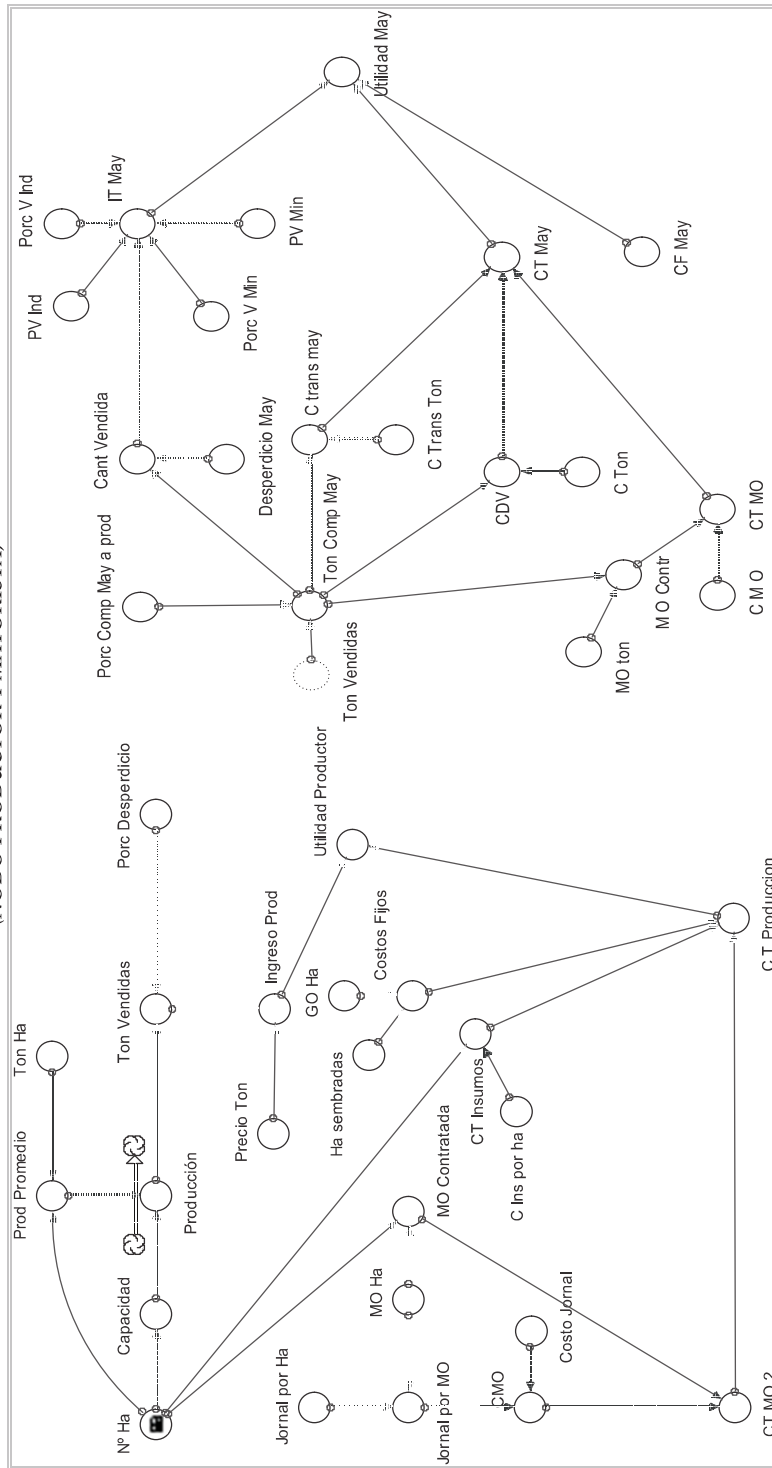 Nº Ha
Capacidad
Prod Promedio
Ton Ha
Producción
Ton Vendidas
Porc Desperdicio
Precio Ton
Ingreso Prod
Utilidad Productor
GO Ha
Ha sembradas
Costos Fijos
Jornal por Ha
MO Ha
MO Contratada
CT Insumos
C Ins por ha
Jornal por MO
CMO
Costo Jornal
CT MO 2
C T Produccion
Porc Comp May a prod
Cant Vendida
Desperdicio May
PV Ind
Porc V Ind
IT May
Porc V Min
PV Min
Utilidad May
Ton Vendidas
Ton Comp May
C trans may
C Trans Ton
CDV
C Ton
CT May
CF May
MO ton
M O Contr
C M O
CT MO